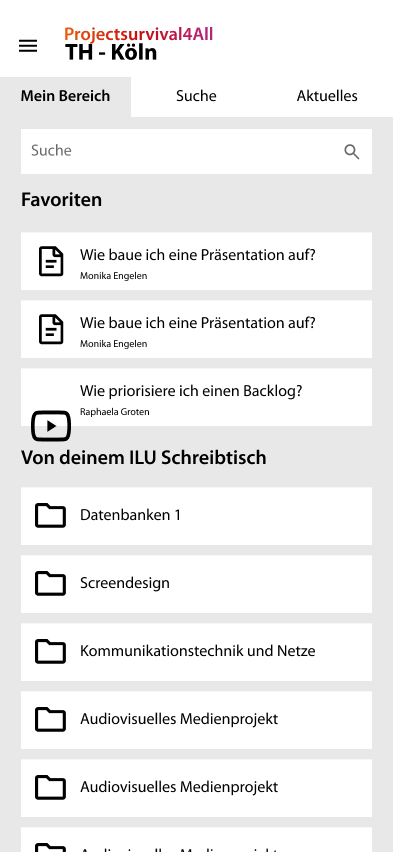 Projectsurvival4All
TH - Köln
Mein Bereich
Suche
Aktuelles
Suche
Favoriten
Wie baue ich eine Präsentation auf?
Monika Engelen
Wie baue ich eine Präsentation auf?
Monika Engelen
Wie priorisiere ich einen Backlog?
Raphaela Groten
Von deinem ILU Schreibtisch
Datenbanken 1
Screendesign
Kommunikationstechnik und Netze
Audiovisuelles Medienprojekt
Audiovisuelles Medienprojekt